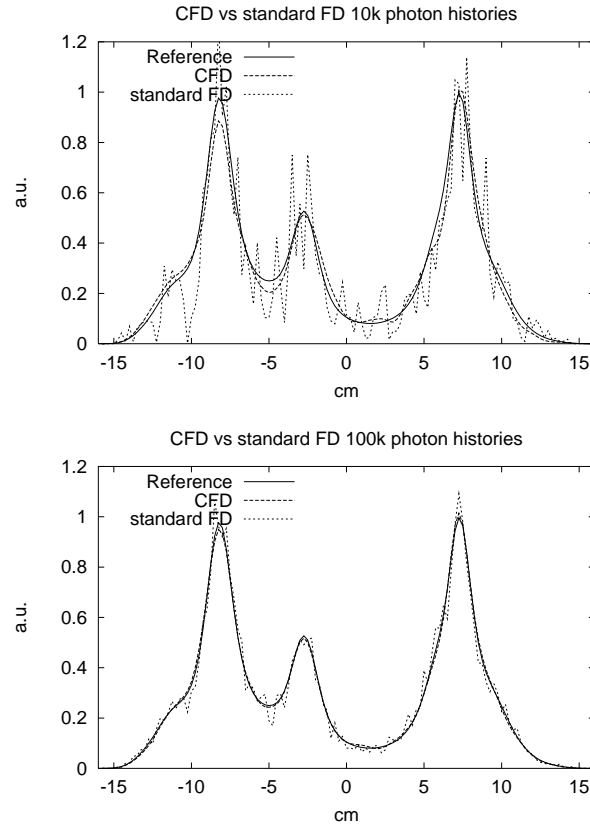 CFD vs standard FD 10k photon histories
1.2
1
0.8
0.6
0.4
0.2
0
a.u.
Reference
CFD
standard FD
-15 -10 -5 0 5 10 15
cm
CFD vs standard FD 100k photon histories
1.2
1
0.8
0.6
0.4
0.2
0
a.u.
Reference
CFD
standard FD
-15 -10 -5 0 5 10 15
cm